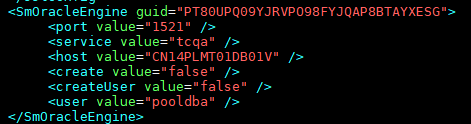 <SmOracleEngine guid="PT80UPQ09YJRVPO98FYJQAP8BTAYXESG">
<port value="1521" />
<service value="tcqa" />
<host value="CN14PLMT01DB01V" />
<create value="false" />
<createUser value="false" />
<user value="pooldba" />
</SmOracleEngine>